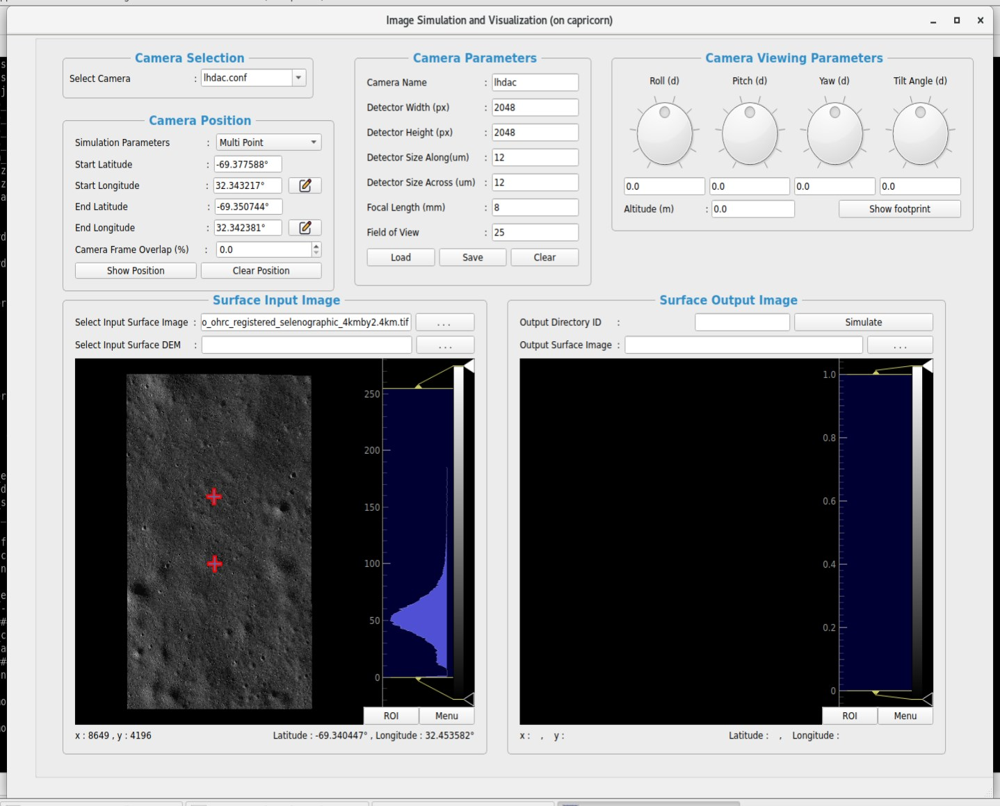 Image Simulation and Visualization (on capricorn)
Camera Selection
Select Camera : lhdac.conf
Camera Position
Simulation Parameters : Multi Point
Start Latitude : -69.377588°
Start Longitude : 32.343217°
End Latitude : -69.350744°
End Longitude : 32.342381°
Camera Frame Overlap (%) : 0.0
Show Position Clear Position
Camera Parameters
Camera Name : lhdac
Detector Width (px) : 2048
Detector Height (px) : 2048
Detector Size Along(um) : 12
Detector Size Across (um) : 12
Focal Length (mm) : 8
Field of View : 25
Load Save Clear
Camera Viewing Parameters
Roll (d) Pitch (d) Yaw (d) Tilt Angle (d)
0.0 0.0 0.0 0.0
Altitude (m) : 0.0 Show footprint
Surface Input Image
Select Input Surface Image : o_ohrc_registered_selenographic_4kmby2.4km.tif ...
Select Input Surface DEM : ...
250
200
150
100
50
0
ROI Menu
x : 8649 , y : 4196 Latitude : -69.340447° , Longitude : 32.453582°
Surface Output Image
Output Directory ID : Simulate
Output Surface Image : ...
1.0
0.8
0.6
0.4
0.2
0
ROI Menu
x : , y : Latitude : , Longitude :